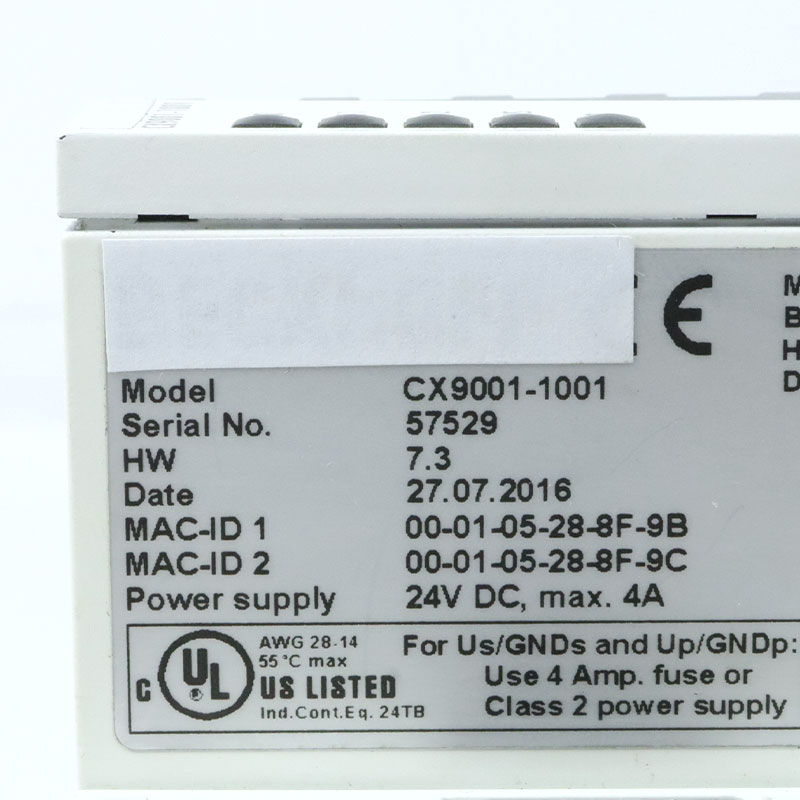 CE
M
B
H
D
Model CX9001-1001
Serial No. 57529
HW 7.3
Date 27.07.2016
MAC-ID 1 00-01-05-28-8F-9B
MAC-ID 2 00-01-05-28-8F-9C
Power supply 24V DC, max. 4A
AWG 28-14
55°C max
C UL US LISTED
Ind.Cont.Eq. 24TB
For Us/GNDs and Up/GNDp:
Use 4 Amp. fuse or
Class 2 power supply